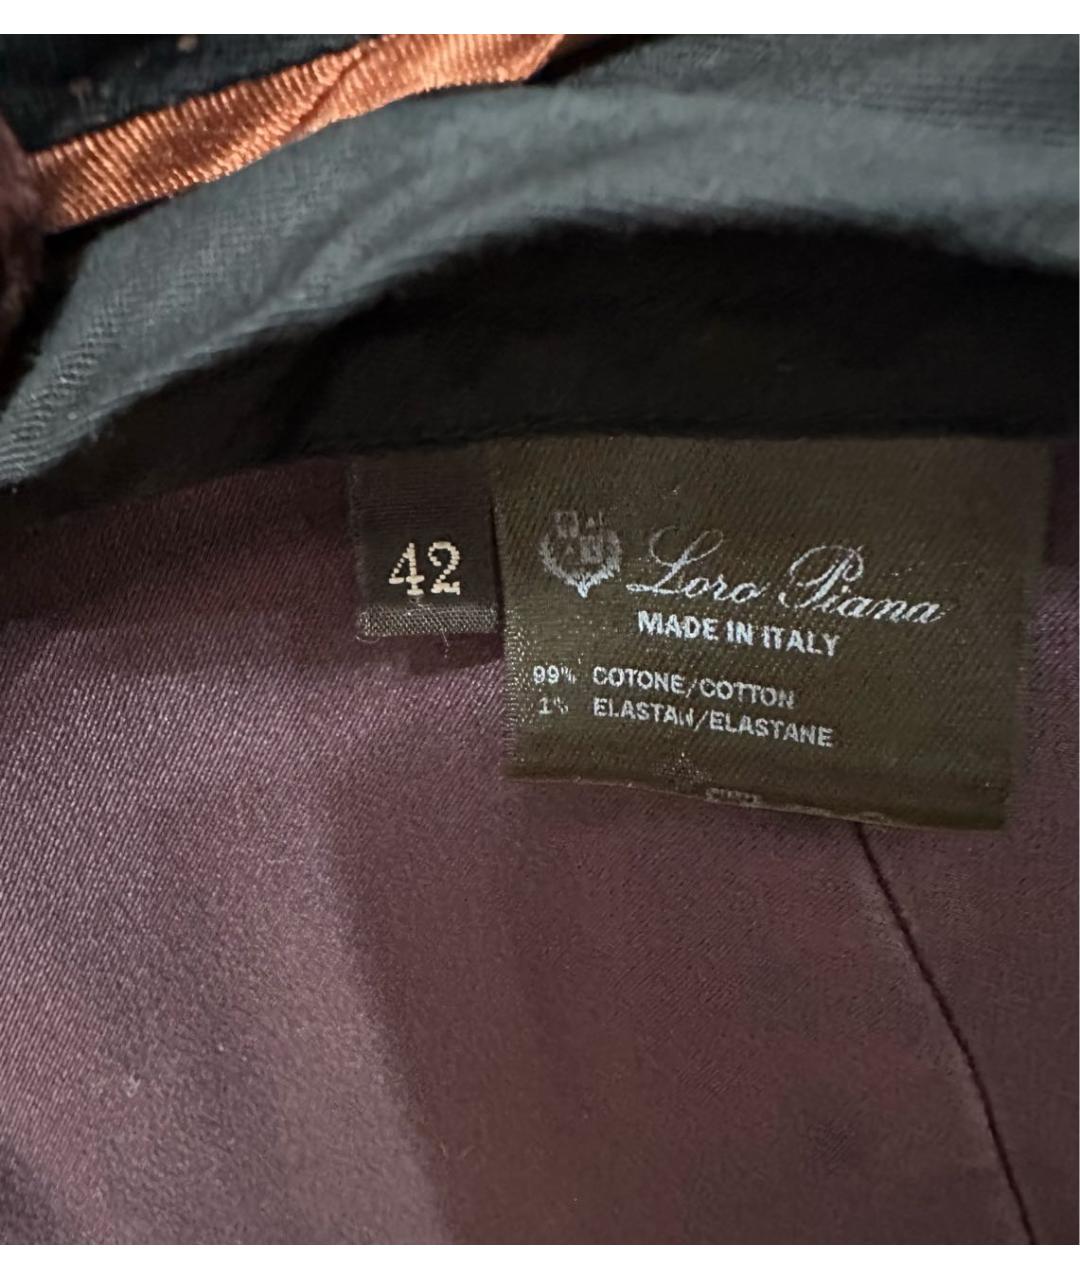 42
Loro Piana
MADE IN ITALY
99% COTONE/COTTON
1% ELASTAN/ELASTANE